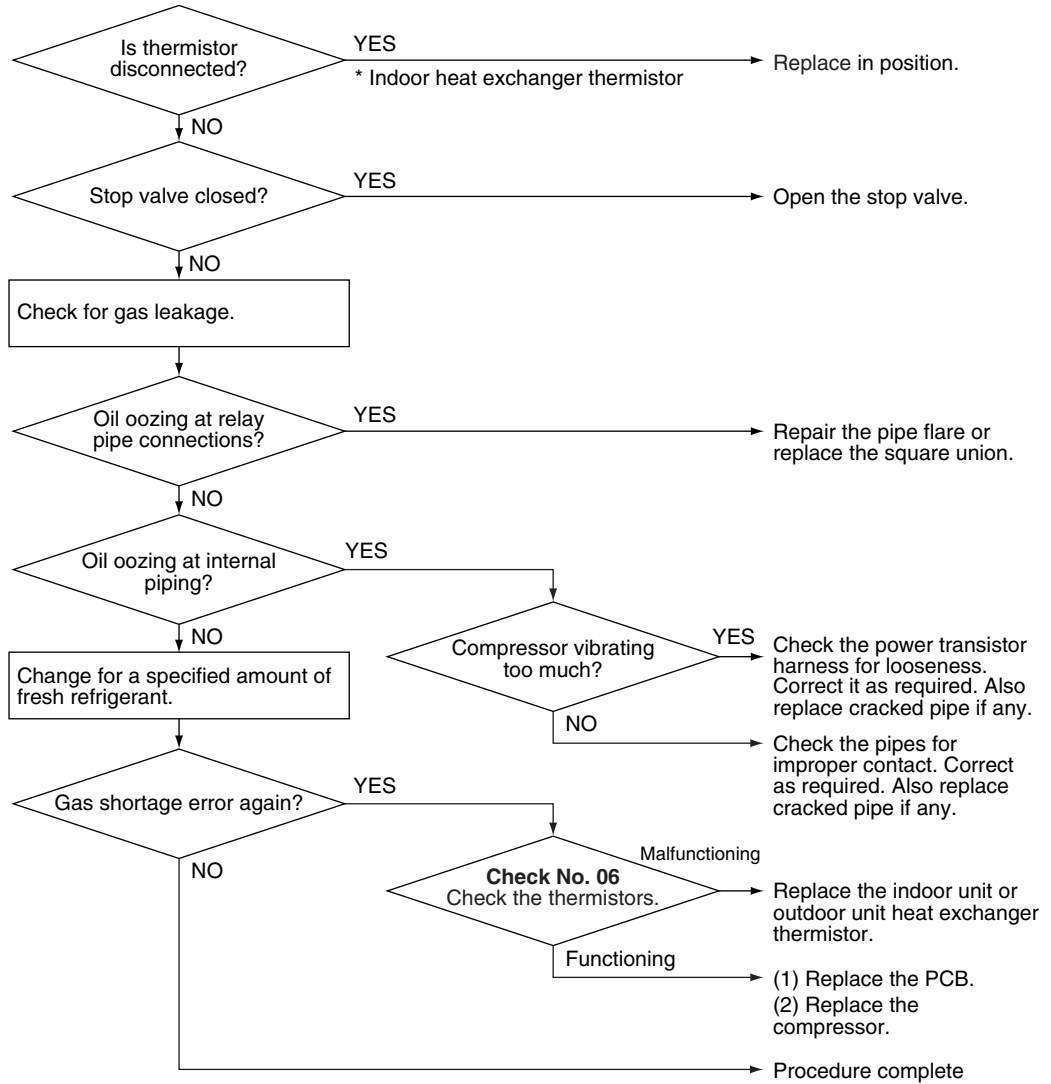 Is thermistor
disconnected?
YES
* Indoor heat exchanger thermistor
Replace in position.
NO
Stop valve closed?
YES
Open the stop valve.
NO
Check for gas leakage.
Oil oozing at relay
pipe connections?
YES
Repair the pipe flare or
replace the square union.
NO
Oil oozing at internal
piping?
YES
NO
Compressor vibrating
too much?
YES
Check the power transistor
harness for looseness.
Correct it as required. Also
replace cracked pipe if any.
NO
Check the pipes for
improper contact. Correct
as required. Also replace
cracked pipe if any.
Change for a specified amount of
fresh refrigerant.
Gas shortage error again?
YES
NO
Check No. 06
Check the thermistors.
Malfunctioning
Replace the indoor unit or
outdoor unit heat exchanger
thermistor.
Functioning
(1) Replace the PCB.
(2) Replace the
compressor.
Procedure complete